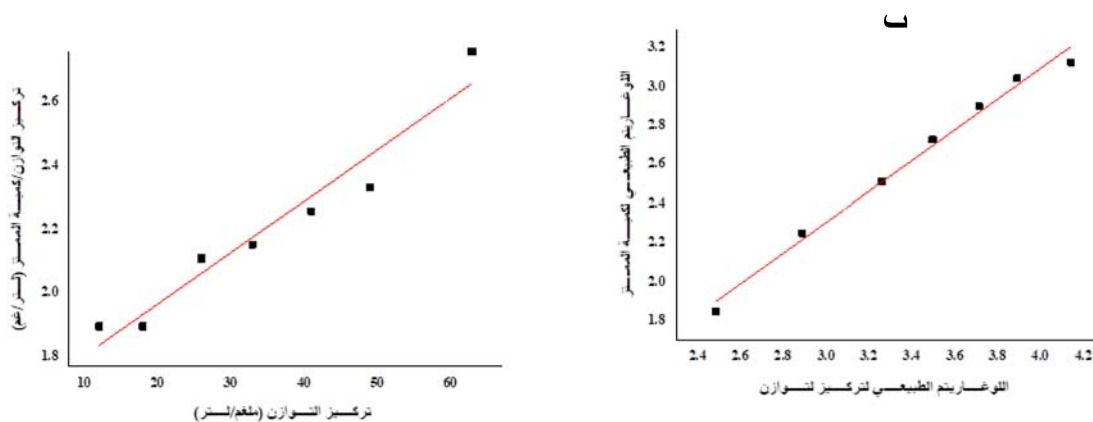 ب
تركيز التوازن/كمية الممتز (لتر/غم)
2.6
2.4
2.2
2.0
1.8
10 20 30 40 50 60
تركيز التوازن (ملغم/لتر)
اللوغاريتم الطبيعي لكمية الممتز
3.2
3.0
2.8
2.6
2.4
2.2
2.0
1.8
2.4 2.6 2.8 3.0 3.2 3.4 3.6 3.8 4.0 4.2
اللوغاريتم الطبيعي لتركيز لتوازن